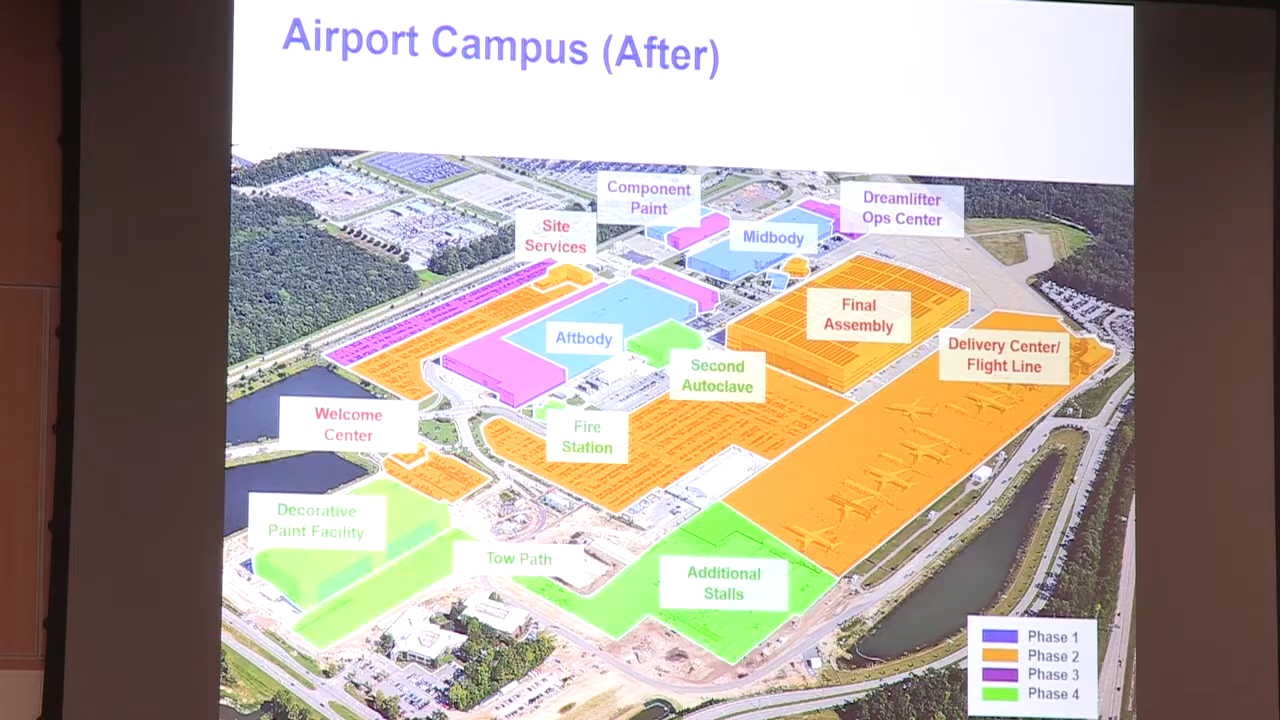 Airport Campus (After)
Component
Paint
Dreamlifter
Ops Center
Site
Services
Midbody
Final
Assembly
Aftbody
Delivery Center/
Flight Line
Second
Autoclave
Welcome
Center
Fire
Station
Decorative
Paint Facility
Tow Path
Additional
Stalls
Phase 1
Phase 2
Phase 3
Phase 4